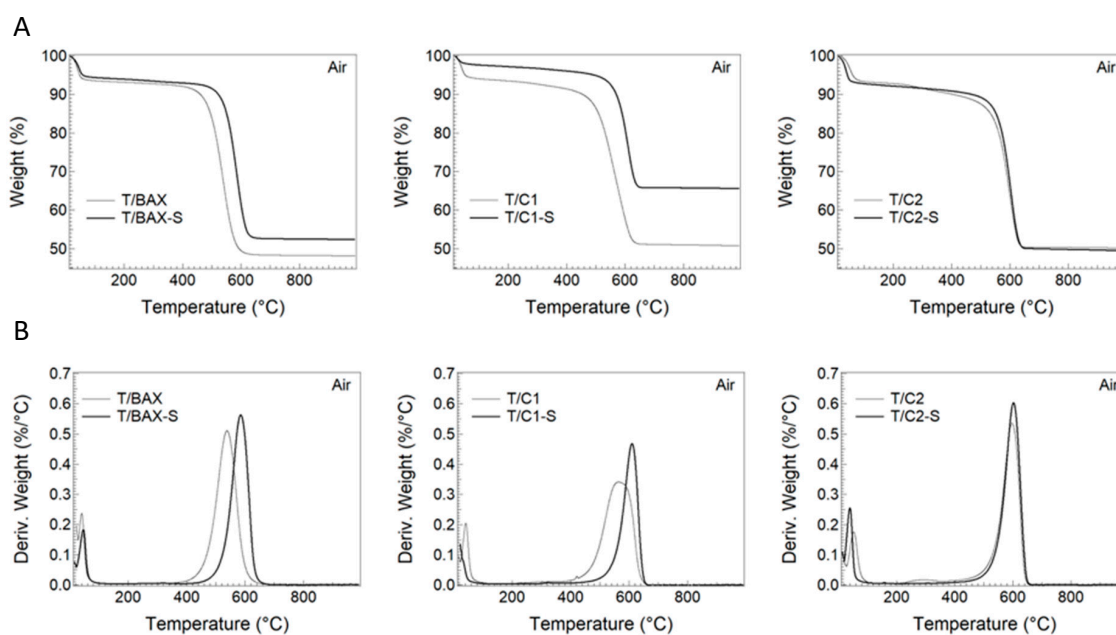 A
100
90
80
70
60
50
Weight (%)
Air
T/BAX
T/BAX-S
200 400 600 800
Temperature (°C)
100
90
80
70
60
50
Weight (%)
Air
T/C1
T/C1-S
200 400 600 800
Temperature (°C)
100
90
80
70
60
50
Weight (%)
Air
T/C2
T/C2-S
200 400 600 800
Temperature (°C)
B
0.7
0.6
0.5
0.4
0.3
0.2
0.1
0.0
Deriv. Weight (%/°C)
T/BAX
T/BAX-S
Air
200 400 600 800
Temperature (°C)
0.7
0.6
0.5
0.4
0.3
0.2
0.1
0.0
Deriv. Weight (%/°C)
T/C1
T/C1-S
Air
200 400 600 800
Temperature (°C)
0.7
0.6
0.5
0.4
0.3
0.2
0.1
0.0
Deriv. Weight (%/°C)
T/C2
T/C2-S
Air
200 400 600 800
Temperature (°C)